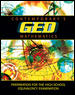 CONTEMPORARY'S
GED
MATHEMATICS
PREPARATION FOR THE HIGH SCHOOL
EQUIVALENCY EXAMINATION